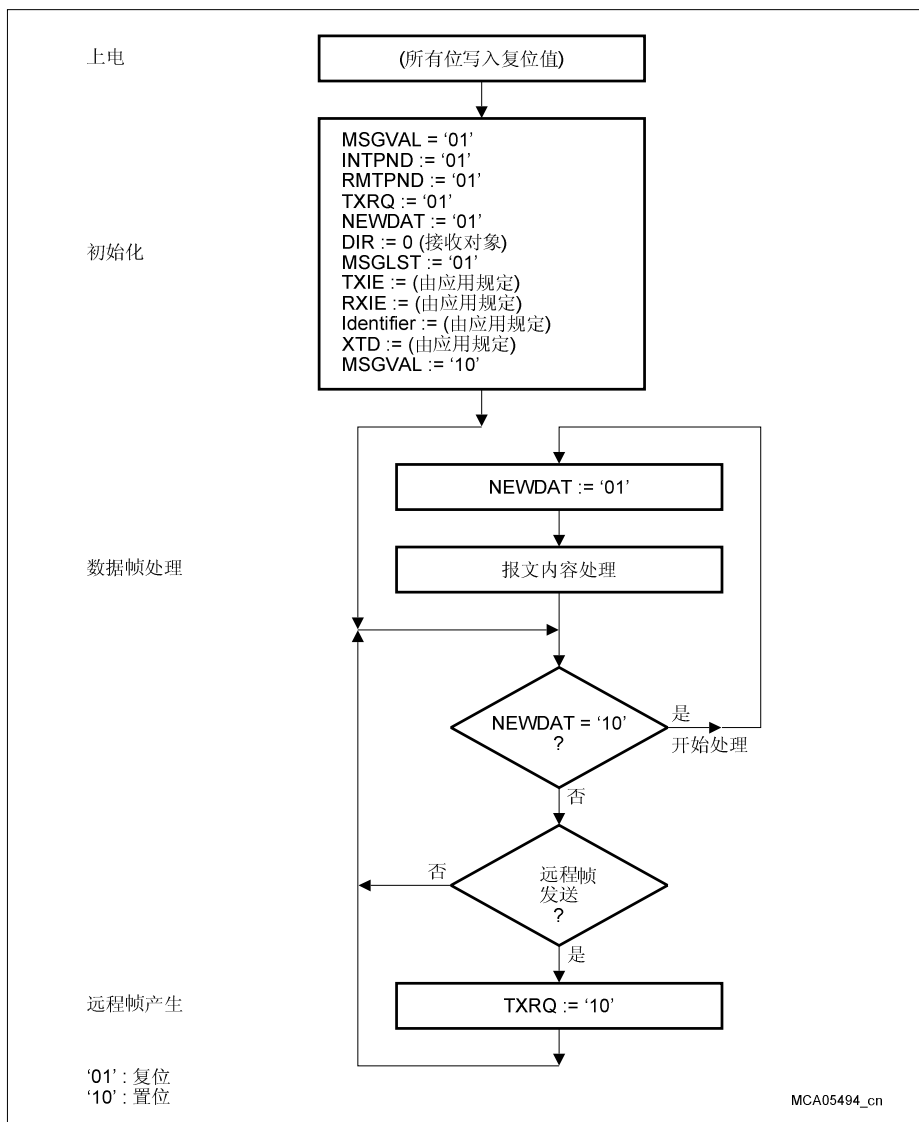 上电
(所有位写入复位值)
MSGVAL = ‘01’
INTPND := ‘01’
RMTPND := ‘01’
TXRQ := ‘01’
NEWDAT := ‘01’
初始化
DIR := 0 (接收对象)
MSGLST := ‘01’
TXIE := (由应用规定)
RXIE := (由应用规定)
Identifier := (由应用规定)
XTD := (由应用规定)
MSGVAL := ‘10’
NEWDAT := ‘01’
数据帧处理
报文内容处理
NEWDAT = ‘10’
?
是
开始处理
否
否
远程帧
发送
?
是
远程帧产生
TXRQ := ‘10’
‘01’ : 复位
‘10’ : 置位
MCA05494_cn